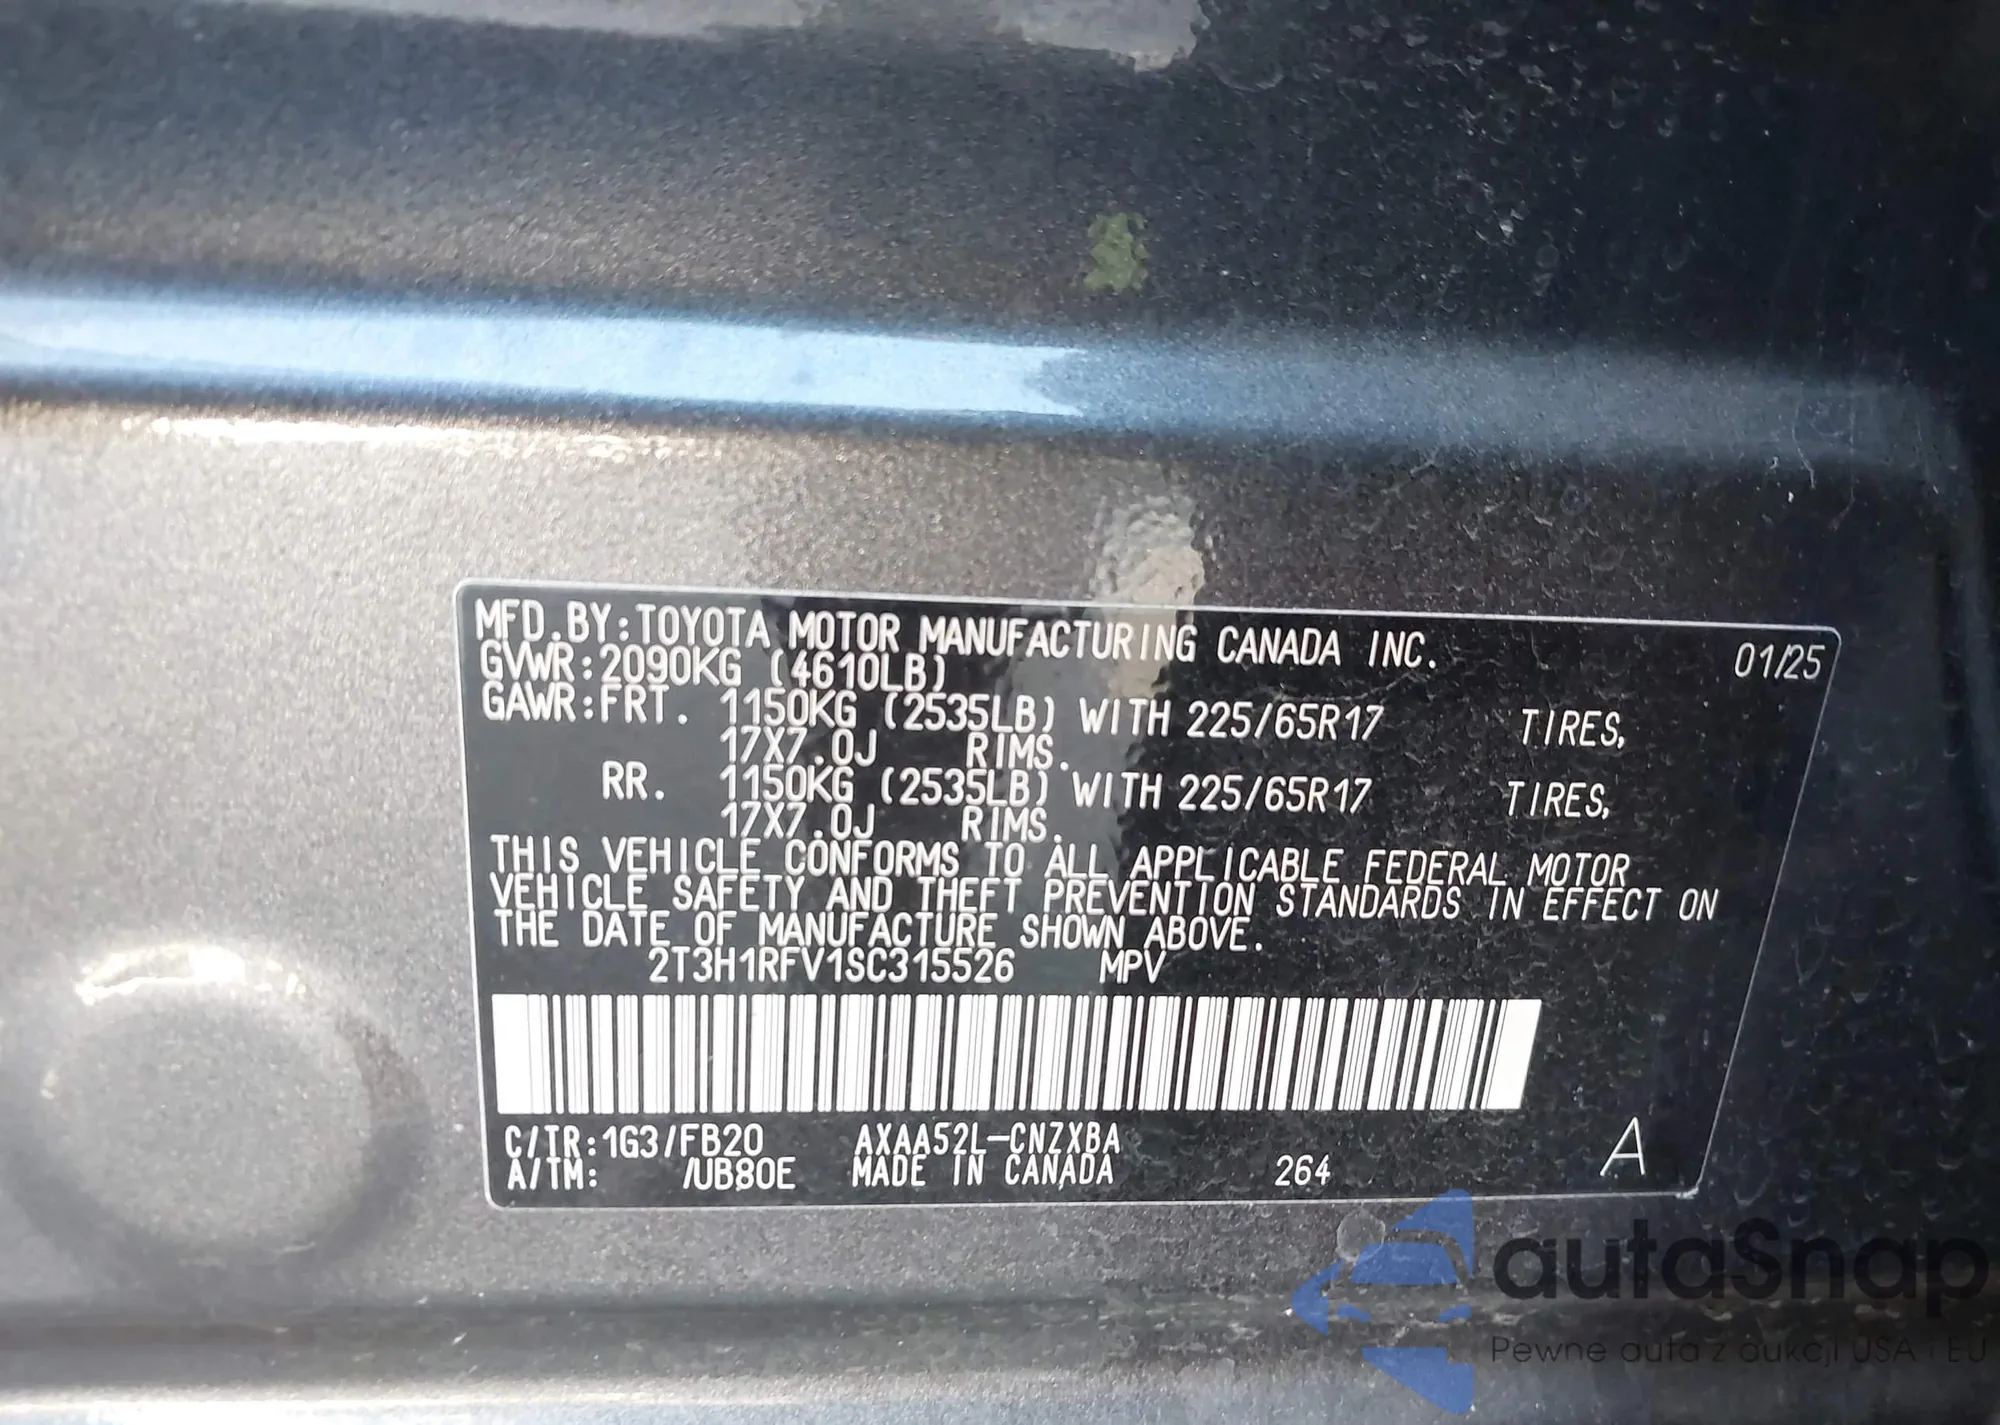 MFD.BY:TOYOTA MOTOR MANUFACTURING CANADA INC. 01/25
GVWR:2090KG (4610LB)
GAWR:FRT. 1150KG (2535LB) WITH 225/65R17 TIRES,
17X7.0J RIMS.
RR. 1150KG (2535LB) WITH 225/65R17 TIRES,
17X7.0J RIMS.
THIS VEHICLE CONFORMS TO ALL APPLICABLE FEDERAL MOTOR
VEHICLE SAFETY AND THEFT PREVENTION STANDARDS IN EFFECT ON
THE DATE OF MANUFACTURE SHOWN ABOVE.
2T3H1RFV1SC315526 MPV
C/TR:1G3/FB20 AXAA52L-CNZXBA
A/TM: /UB80E MADE IN CANADA 264 A
autaSnap
Pewne auta z aukcji USA i EU